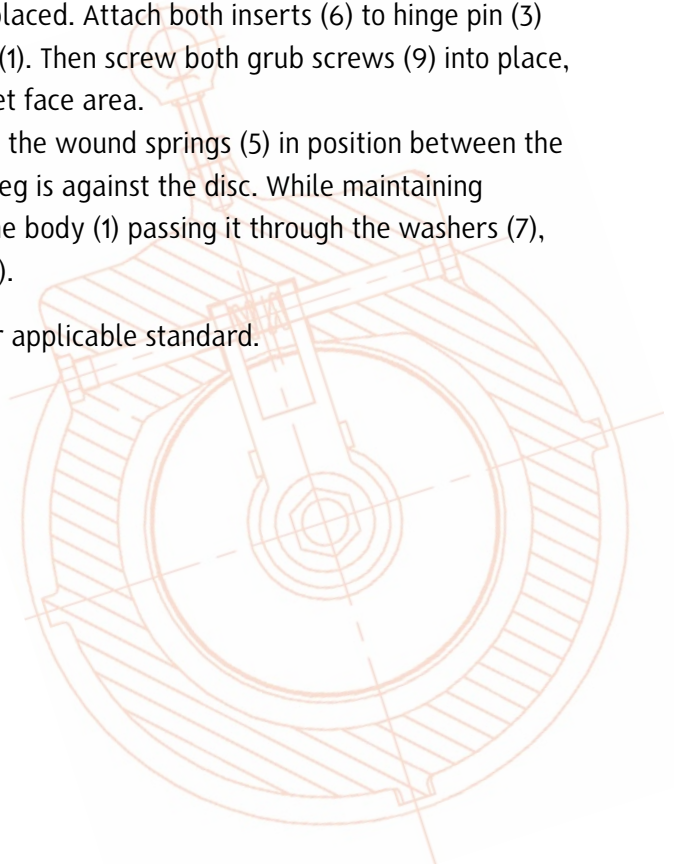 laced. Attach both inserts (6) to hinge pin (3)
(1). Then screw both grub screws (9) into place,
et face area.
the wound springs (5) in position between the
eg is against the disc. While maintaining
e body (1) passing it through the washers (7),
).
r applicable standard.